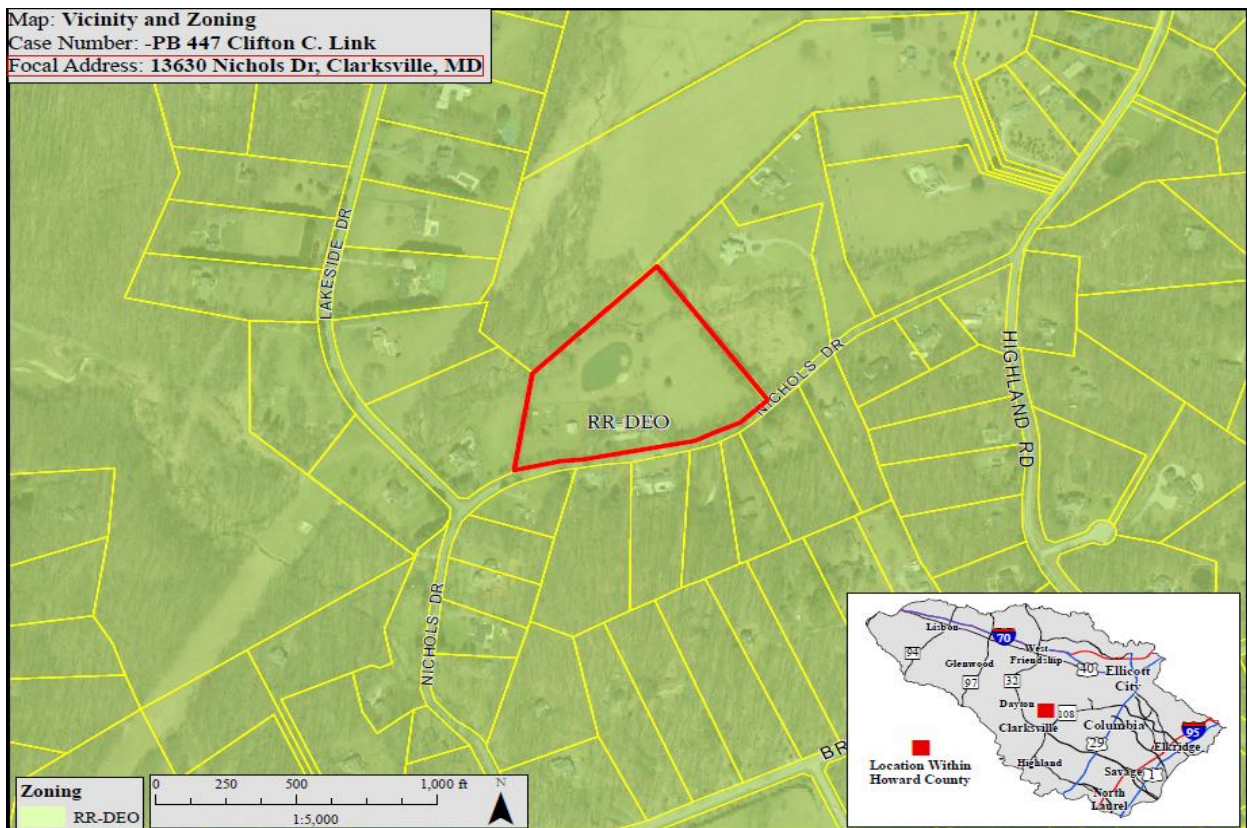 Map: Vicinity and Zoning
Case Number: -PB 447 Clifton C. Link
Focal Address: 13630 Nichols Dr, Clarksville, MD
LAKESIDE DR
NICHOLS DR
HIGHLAND RD
RR-DEO
NICHOLS DR
BR
Zoning
RR-DEO
0 250 500 1,000 ft
N
1:5,000
Lisbon
70
94
Glenwood
West
Friendship
40
Ellicott
City
97
32
Dayton
108
Clarksville
Columbia
29
95
Elkridge
Location Within
Howard County
Highland
Savage
1
North
Laurel